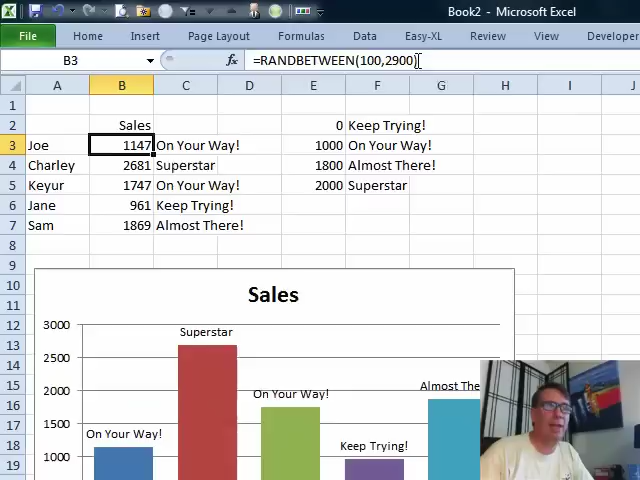 Book2 - Microsoft Excel
File Home Insert Page Layout Formulas Data Easy-XL Review View Developer
B3 fx =RANDBETWEEN(100,2900)
A B C D E F G H I J
1
2 Sales 0 Keep Trying!
3 Joe 1147 On Your Way! 1000 On Your Way!
4 Charley 2681 Superstar 1800 Almost There!
5 Keyur 1747 On Your Way! 2000 Superstar
6 Jane 961 Keep Trying!
7 Sam 1869 Almost There!
8
9
10
11
12
13
14
15
16
17
18
19
Sales
3000
2500
2000
1500
1000
Superstar
On Your Way!
Almost The
On Your Way!
Keep Trying!